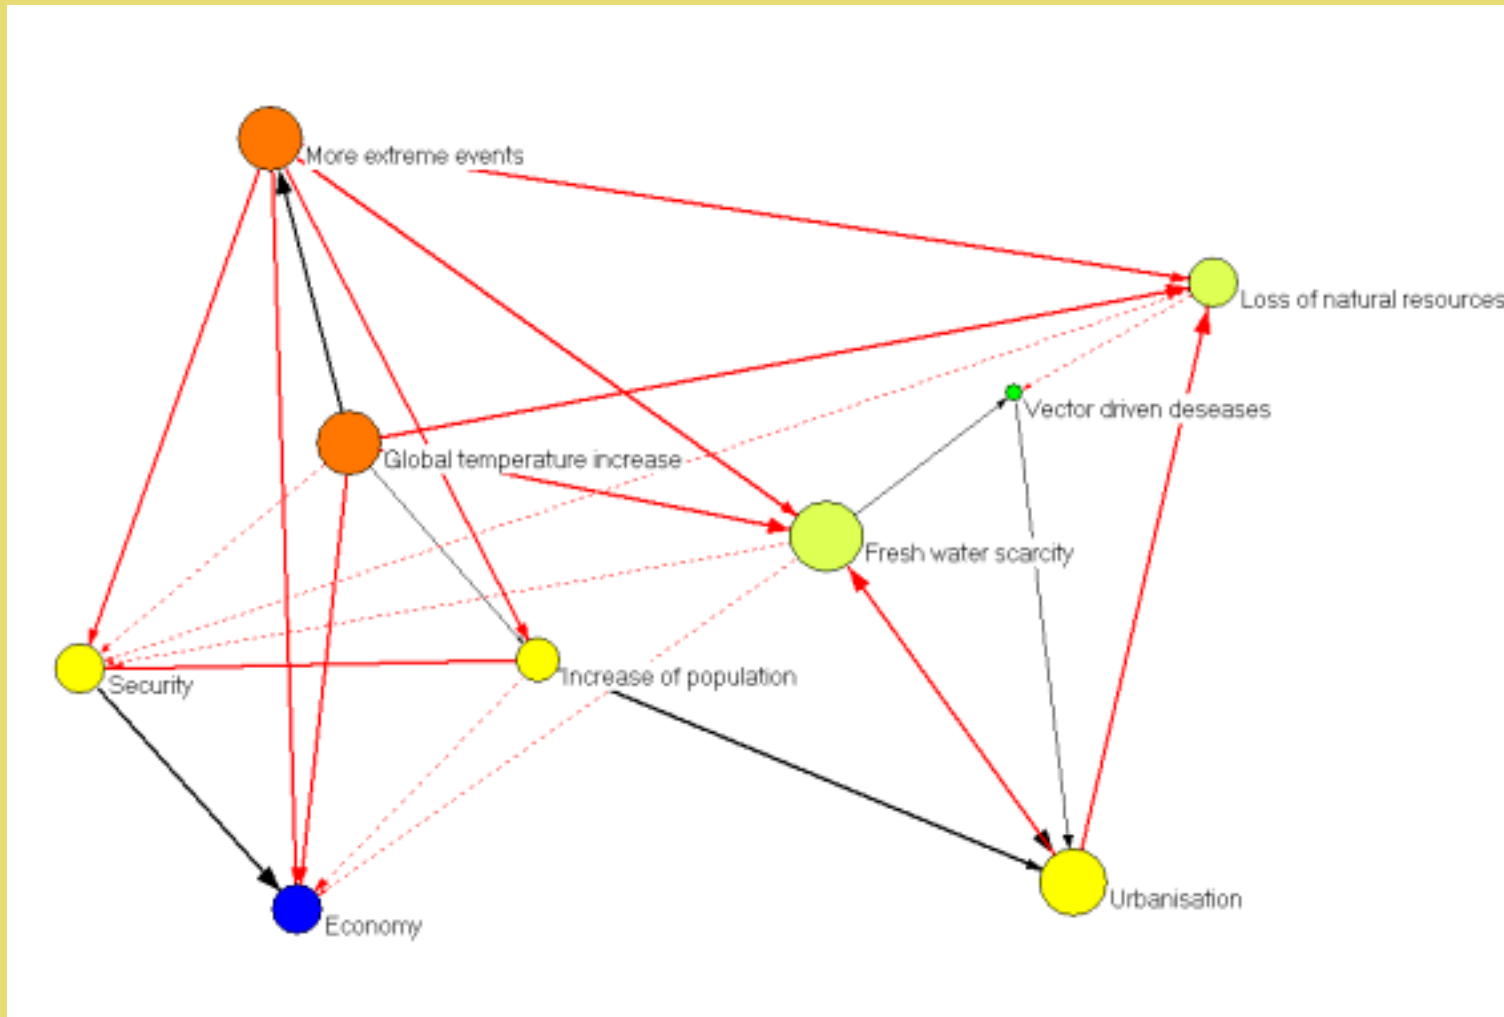 More extreme events
Loss of natural resources
Vector driven deseases
Global temperature increase
Fresh water scarcity
Increase of population
Security
Urbanisation
Economy